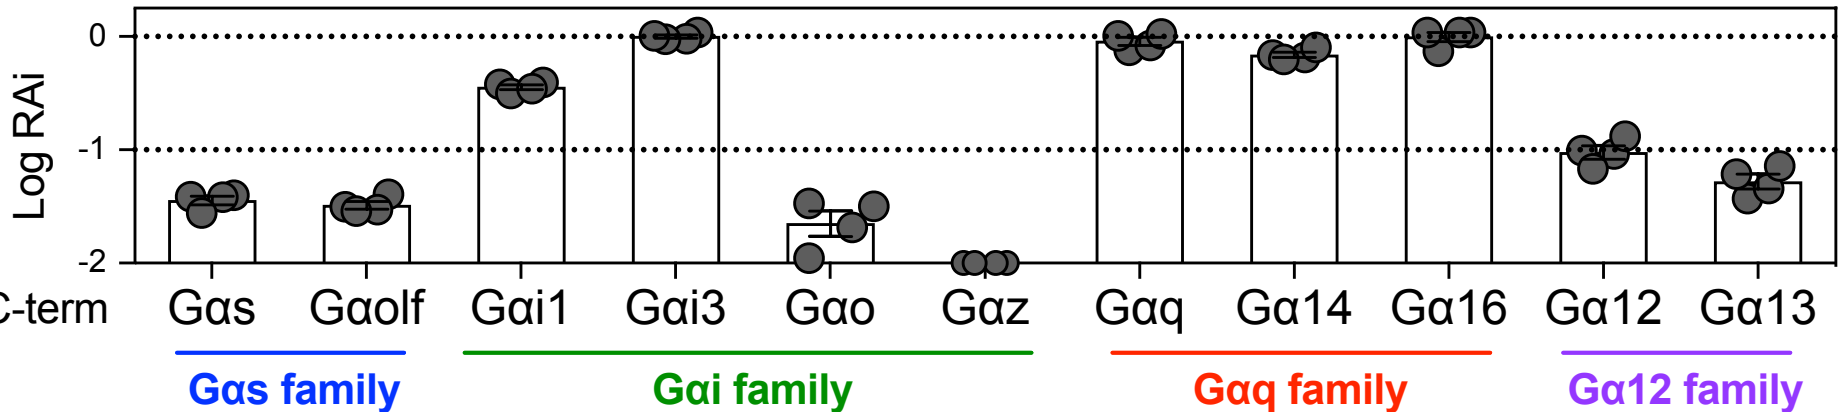 Log RAi
0
-1
-2
C-term Gαs Gαolf Gαi1 Gαi3 Gαo Gαz Gαq Gα14 Gα16 Gα12 Gα13
Gαs family Gαi family Gαq family Gα12 family